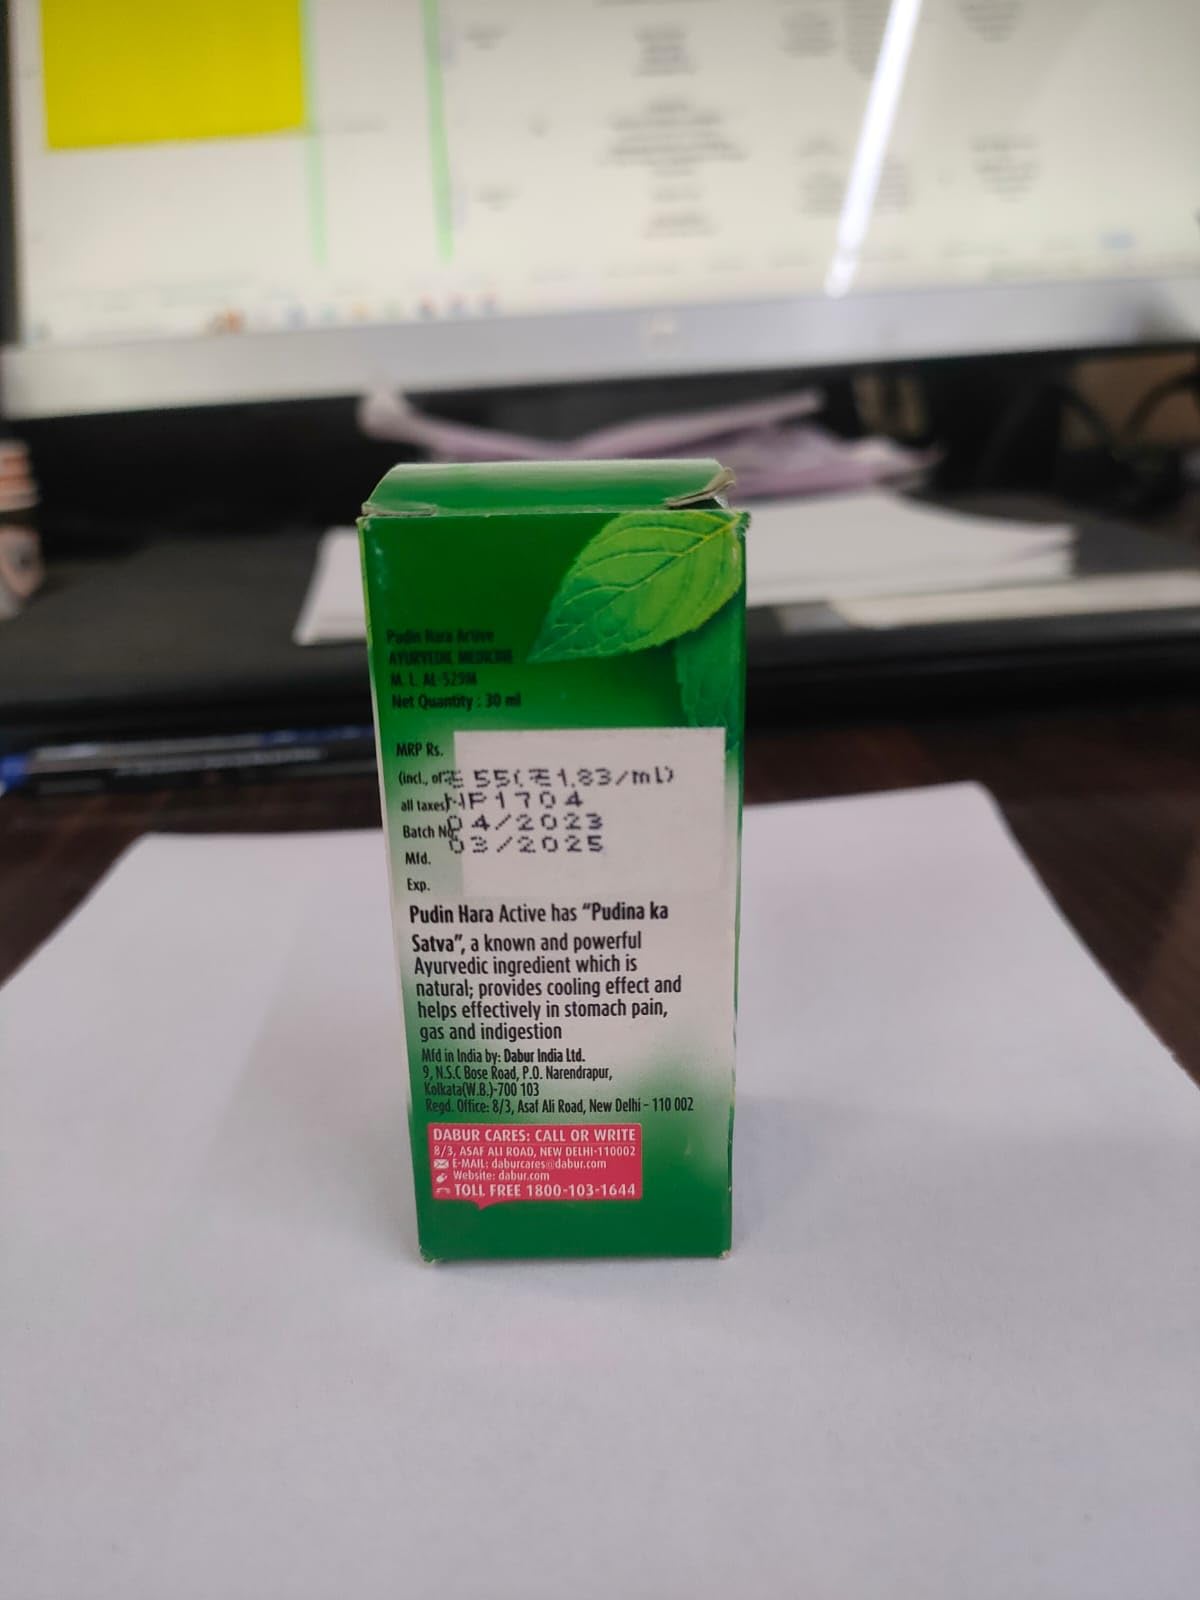 Pudin Hara Active
AYURVEDIC MEDICINE
M. L. AL-529M
Net Quantity : 30 ml
MRP Rs.
(incl., of ₹ 55(₹1.83/ml)
all taxes) NP1704
Batch No. 04/2023
03/2025
Mfd.
Exp.
Pudin Hara Active has “Pudina ka
Satva”, a known and powerful
Ayurvedic ingredient which is
natural; provides cooling effect and
helps effectively in stomach pain,
gas and indigestion
Mfd in India by: Dabur India Ltd.
9, N.S.C Bose Road, P.O. Narendrapur,
Kolkata(W.B.)-700 103
Regd. Office: 8/3, Asaf Ali Road, New Delhi - 110 002
DABUR CARES: CALL OR WRITE
8/3, ASAF ALI ROAD, NEW DELHI-110002
E-MAIL: daburcares@dabur.com
Website: dabur.com
TOLL FREE 1800-103-1644